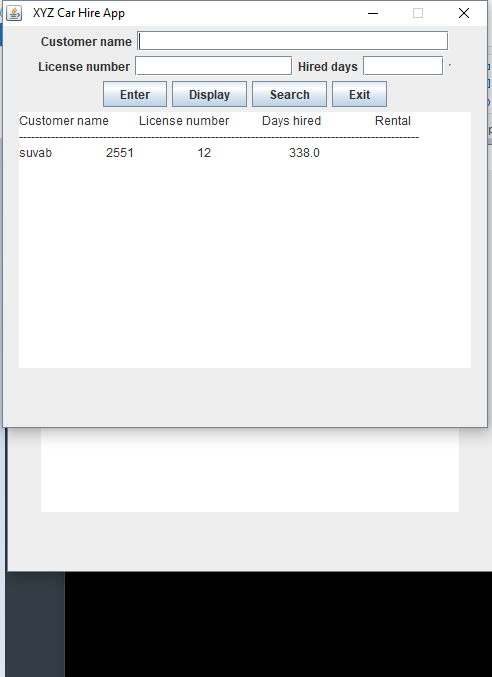 XYZ Car Hire App
Customer name
License number Hired days
Enter Display Search Exit
Customer name License number Days hired Rental
--------------------------------------------------------------------------------
suvab 2551 12 338.0